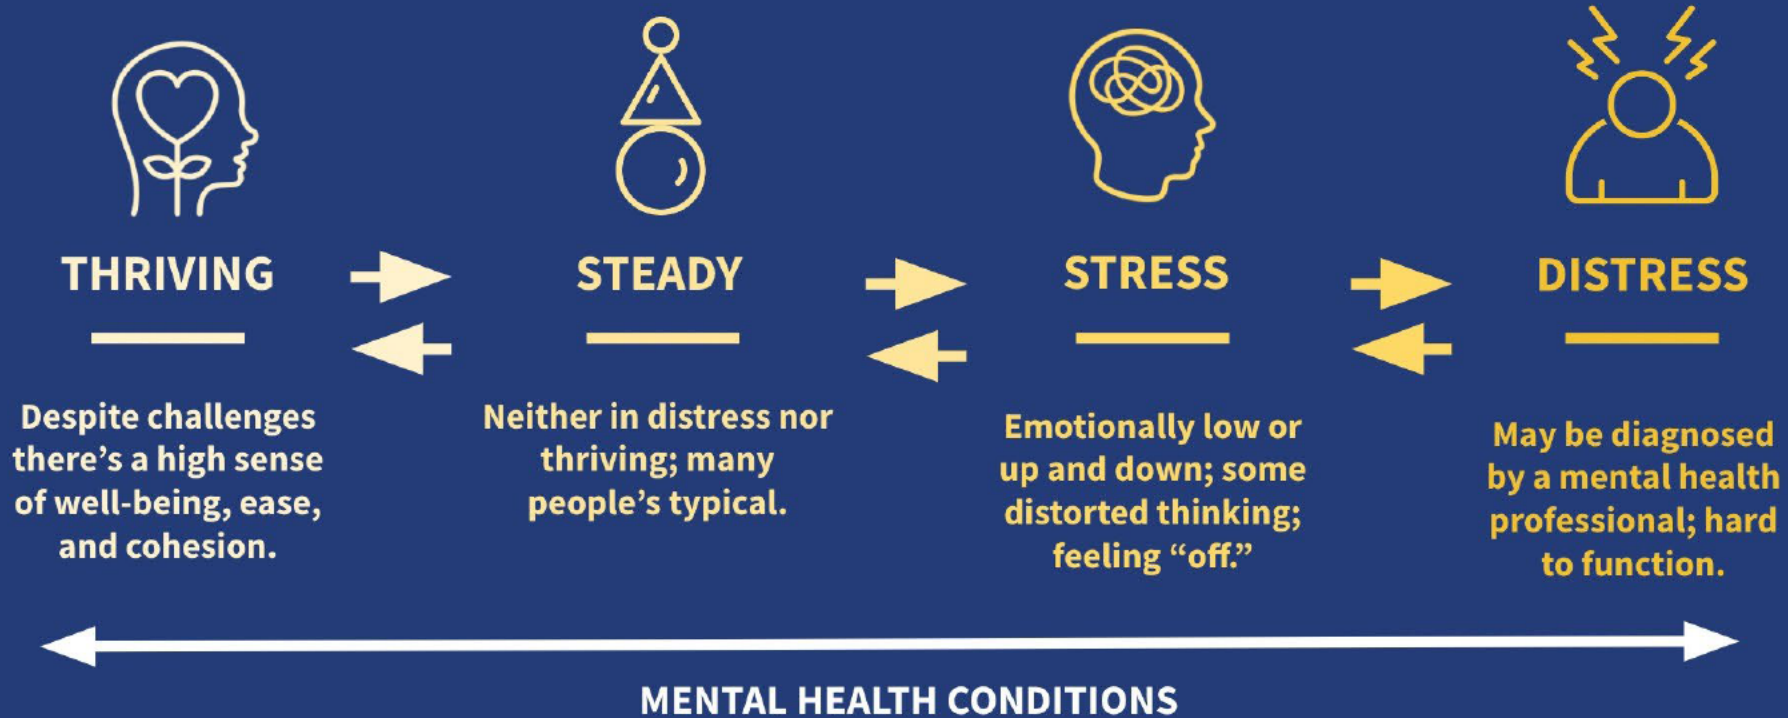 THRIVING
Despite challenges
there’s a high sense
of well-being, ease,
and cohesion.
STEADY
Neither in distress nor
thriving; many
people’s typical.
STRESS
Emotionally low or
up and down; some
distorted thinking;
feeling “off.”
DISTRESS
May be diagnosed
by a mental health
professional; hard
to function.
MENTAL HEALTH CONDITIONS